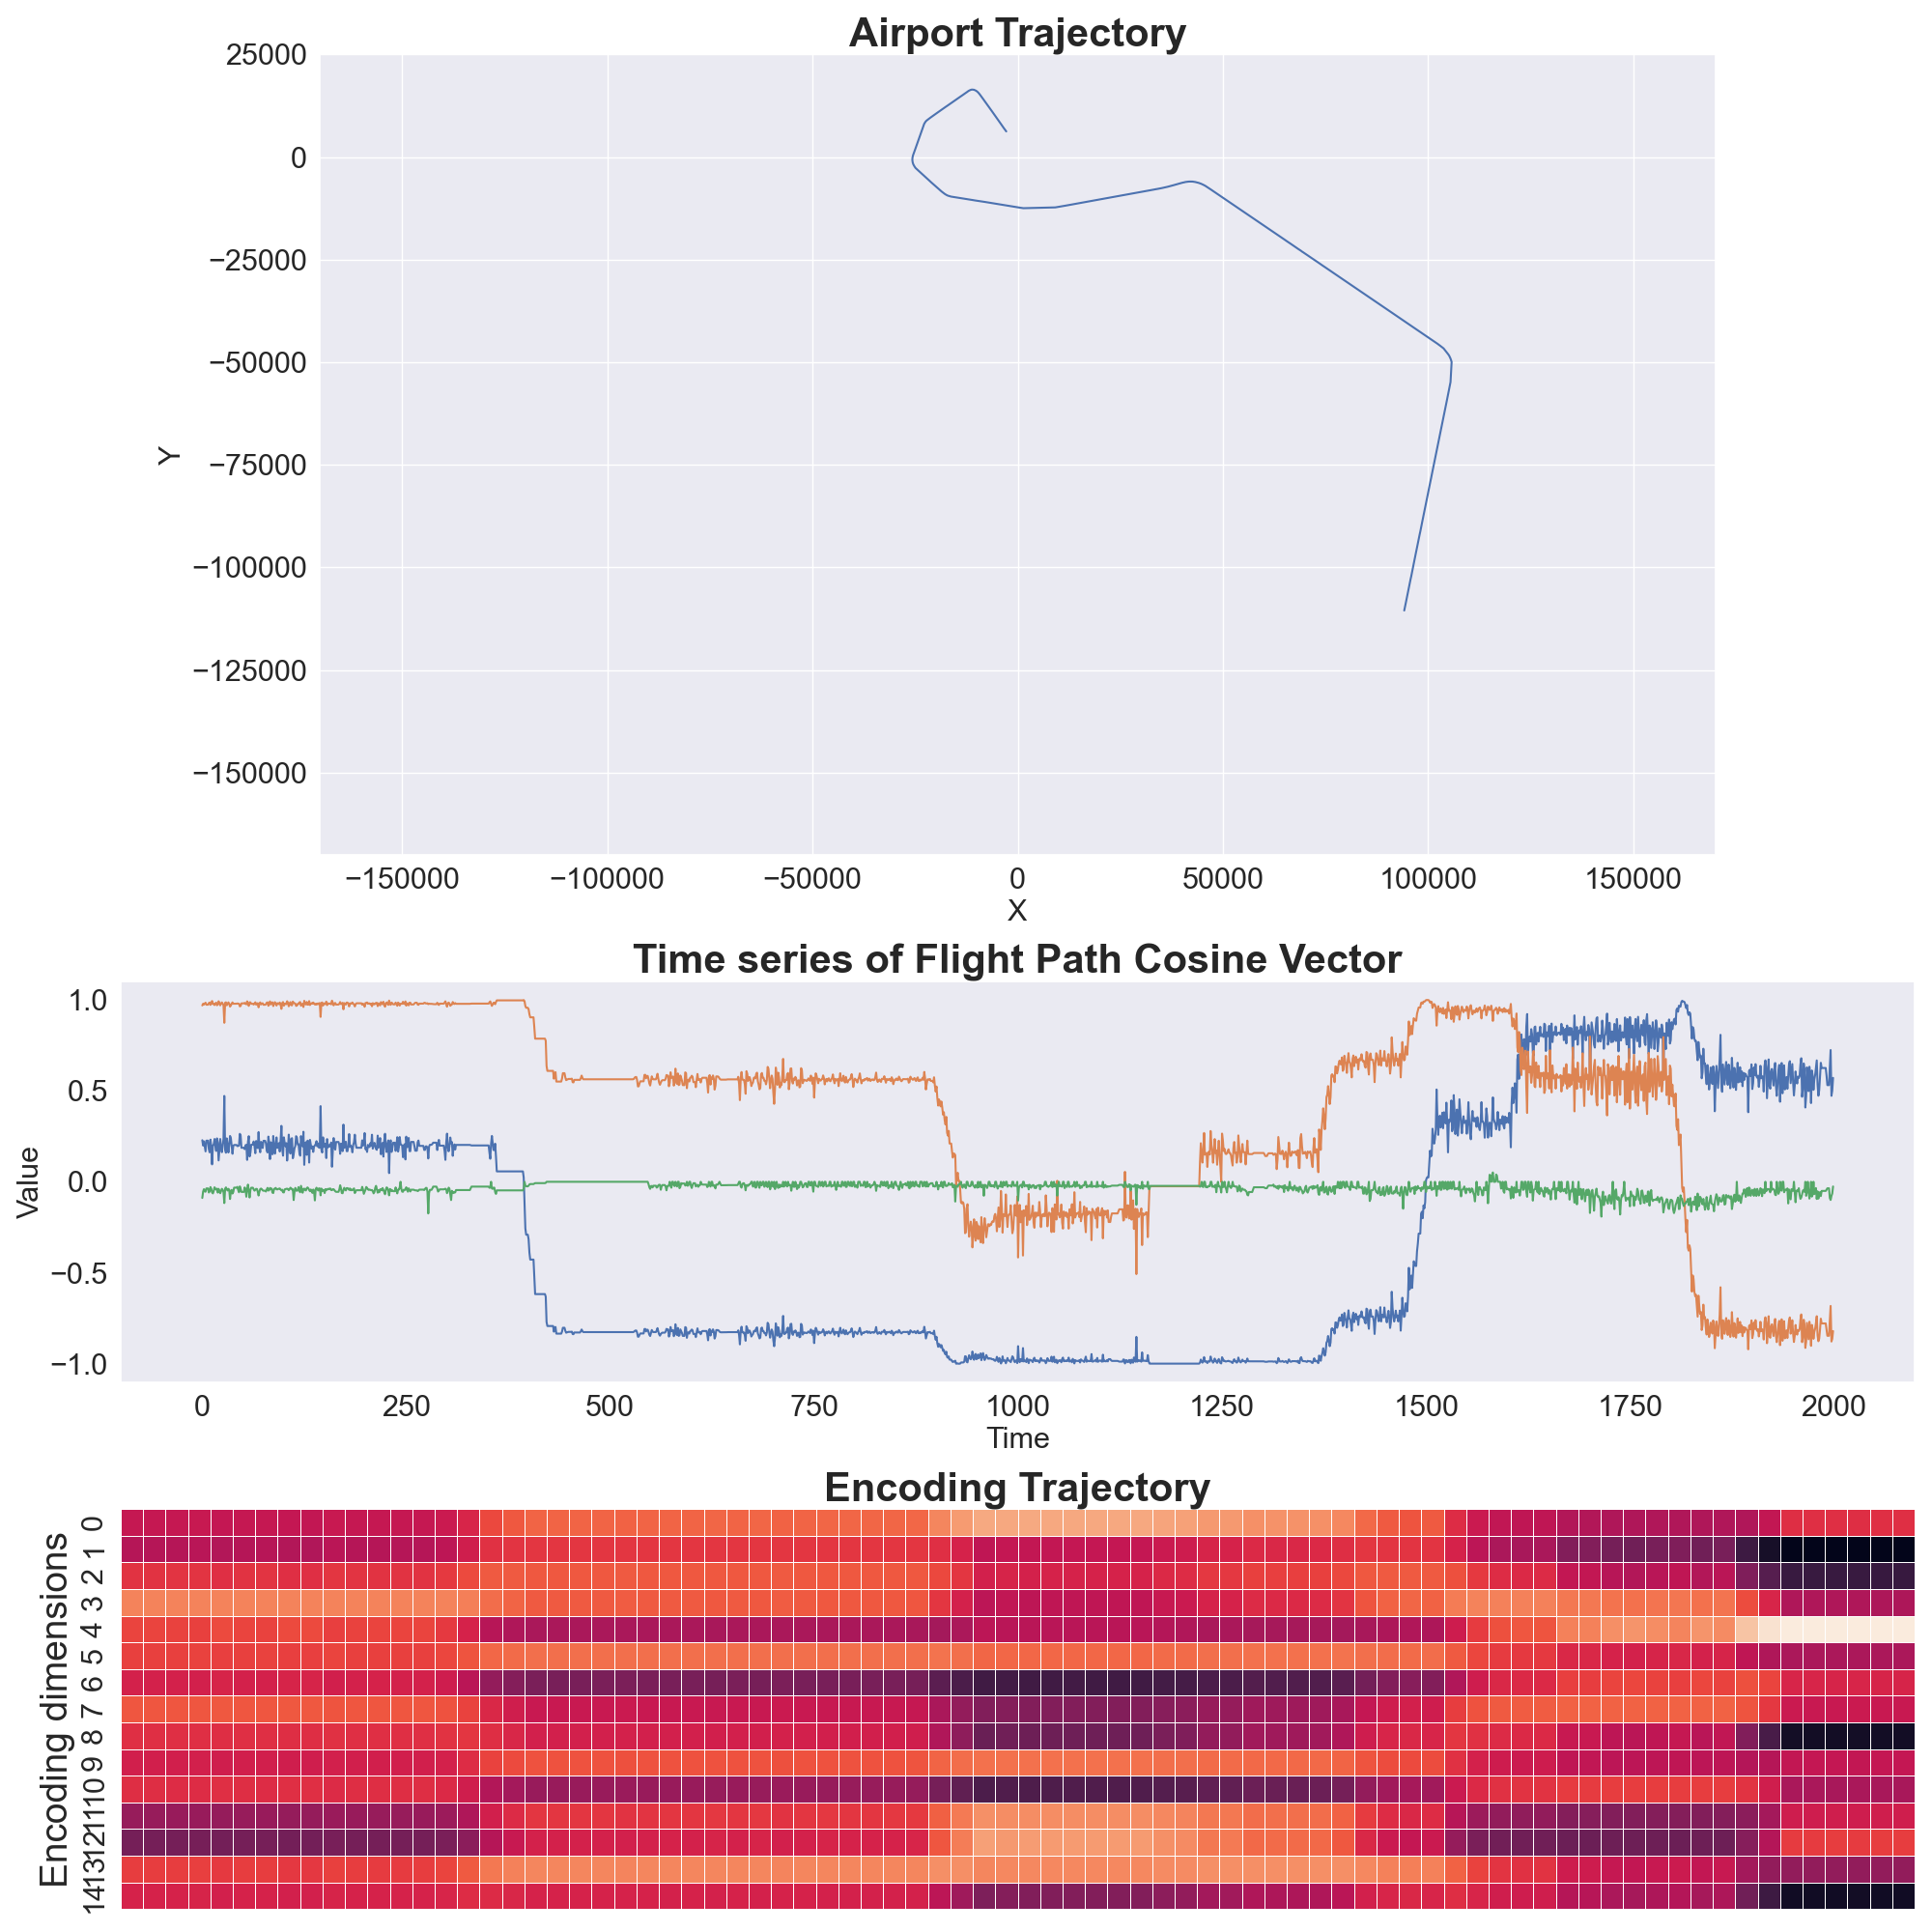 Airport Trajectory
25000
0
−25000
−50000
−75000
−100000
−125000
−150000
Y
−150000 −100000 −50000 0 50000 100000 150000
X
Time series of Flight Path Cosine Vector
1.0
0.5
0.0
−0.5
−1.0
Value
0 250 500 750 1000 1250 1500 1750 2000
Time
Encoding Trajectory
Encoding dimensions
0
1
2
3
4
5
6
7
8
9
10
11
12
13
14